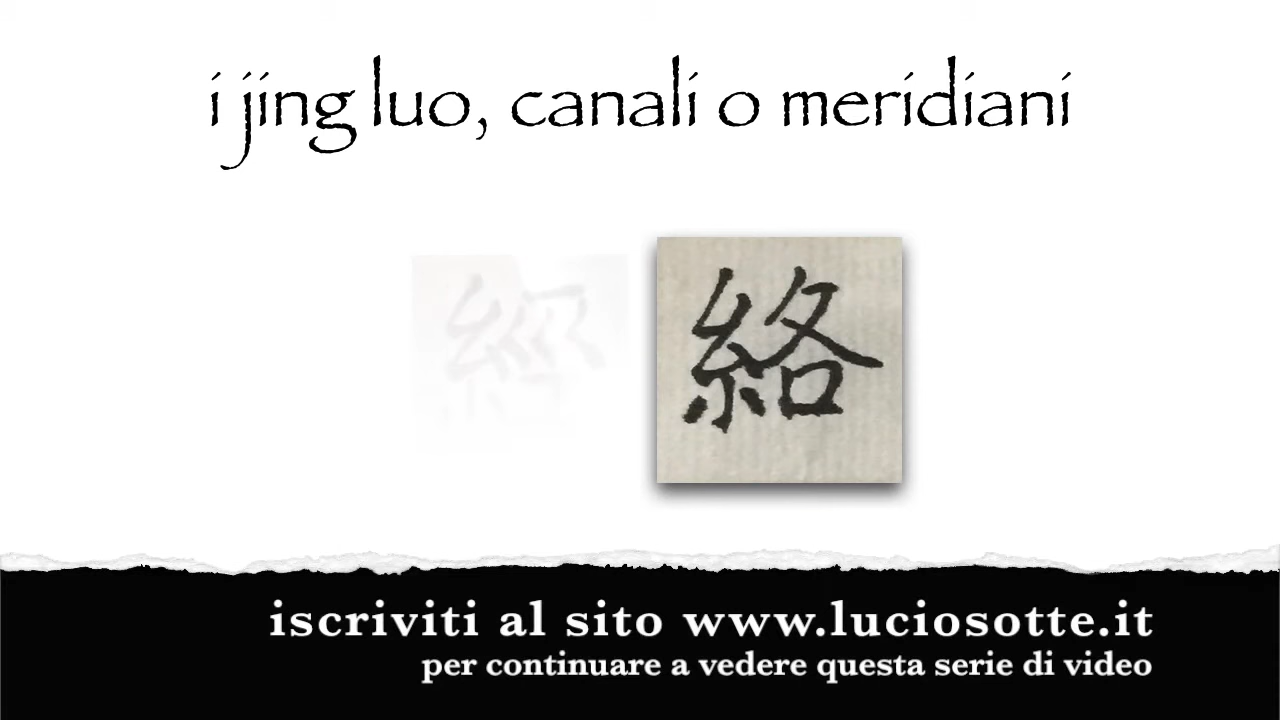 i jing luo, canali o meridiani
絡
iscriviti al sito www.luciosotte.it
per continuare a vedere questa serie di video